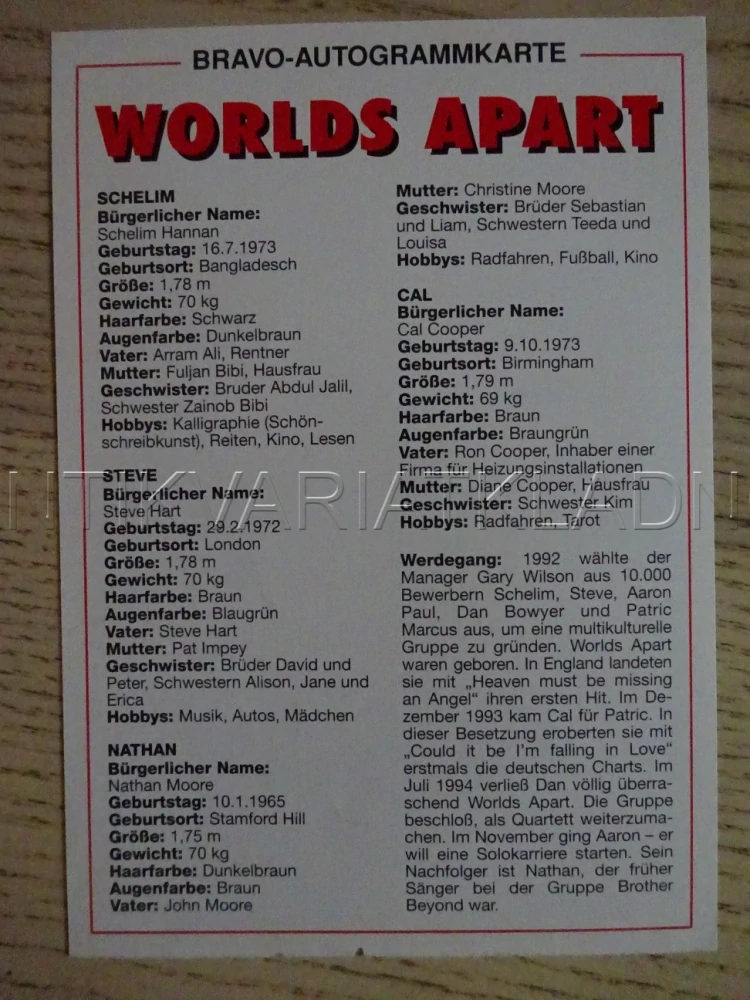 BRAVO-AUTOGRAMMKARTE
WORLDS APART
SCHELIM
Bürgerlicher Name:
Schelim Hannan
Geburtstag: 16.7.1973
Geburtsort: Bangladesch
Größe: 1,78 m
Gewicht: 70 kg
Haarfarbe: Schwarz
Augenfarbe: Dunkelbraun
Vater: Arram Ali, Rentner
Mutter: Fuljan Bibi, Hausfrau
Geschwister: Bruder Abdul Jalil,
Schwester Zainob Bibi
Hobbys: Kalligraphie (Schön-
schreibkunst), Reiten, Kino, Lesen
STEVE
Bürgerlicher Name:
Steve Hart
Geburtstag: 29.2.1972
Geburtsort: London
Größe: 1,78 m
Gewicht: 70 kg
Haarfarbe: Braun
Augenfarbe: Blaugrün
Vater: Steve Hart
Mutter: Pat Impey
Geschwister: Brüder David und
Peter, Schwestern Alison, Jane und
Erica
Hobbys: Musik, Autos, Mädchen
NATHAN
Bürgerlicher Name:
Nathan Moore
Geburtstag: 10.1.1965
Geburtsort: Stamford Hill
Größe: 1,75 m
Gewicht: 70 kg
Haarfarbe: Dunkelbraun
Augenfarbe: Braun
Vater: John Moore
Mutter: Christine Moore
Geschwister: Brüder Sebastian
und Liam, Schwestern Teeda und
Louisa
Hobbys: Radfahren, Fußball, Kino
CAL
Bürgerlicher Name:
Cal Cooper
Geburtstag: 9.10.1973
Geburtsort: Birmingham
Größe: 1,79 m
Gewicht: 69 kg
Haarfarbe: Braun
Augenfarbe: Braungrün
Vater: Ron Cooper, Inhaber einer
Firma für Heizungsinstallationen
Mutter: Diane Cooper, Hausfrau
Geschwister: Schwester Kim
Hobbys: Radfahren, Tarot
Werdegang: 1992 wählte der
Manager Gary Wilson aus 10.000
Bewerbern Schelim, Steve, Aaron
Paul, Dan Bowyer und Patric
Marcus aus, um eine multikulturelle
Gruppe zu gründen. Worlds Apart
waren geboren. In England landeten
sie mit „Heaven must be missing
an Angel“ ihren ersten Hit. Im De-
zember 1993 kam Cal für Patric. In
dieser Besetzung eroberten sie mit
„Could it be I'm falling in Love“
erstmals die deutschen Charts. Im
Juli 1994 verließ Dan völlig überra-
schend Worlds Apart. Die Gruppe
beschloß, als Quartett weiterzuma-
chen. Im November ging Aaron – er
will eine Solokarriere starten. Sein
Nachfolger ist Nathan, der früher
Sänger bei der Gruppe Brother
Beyond war.
NTKVARIAT KLADN